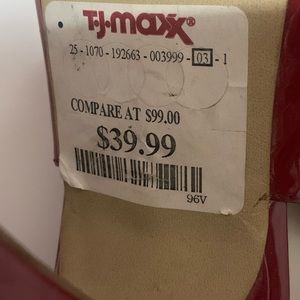 T·J·maxx®
25 - 1070 - 192663 - 003999 - 03 - 1
COMPARE AT $99.00
$39.99
96V